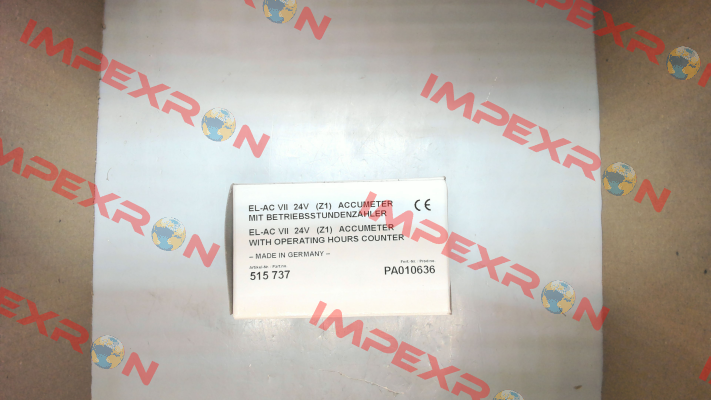 EL-AC VII 24V (Z1) ACCUMETER CE
MIT BETRIEBSSTUNDENZÄHLER
EL-AC VII 24V (Z1) ACCUMETER
WITH OPERATING HOURS COUNTER
– MADE IN GERMANY –
515 737 PA010636
IMPEXRON
IMPEXRON
IMPEXRON
IMPEXRON
IMPEXRON
IMPEXRON
IMPEXRON